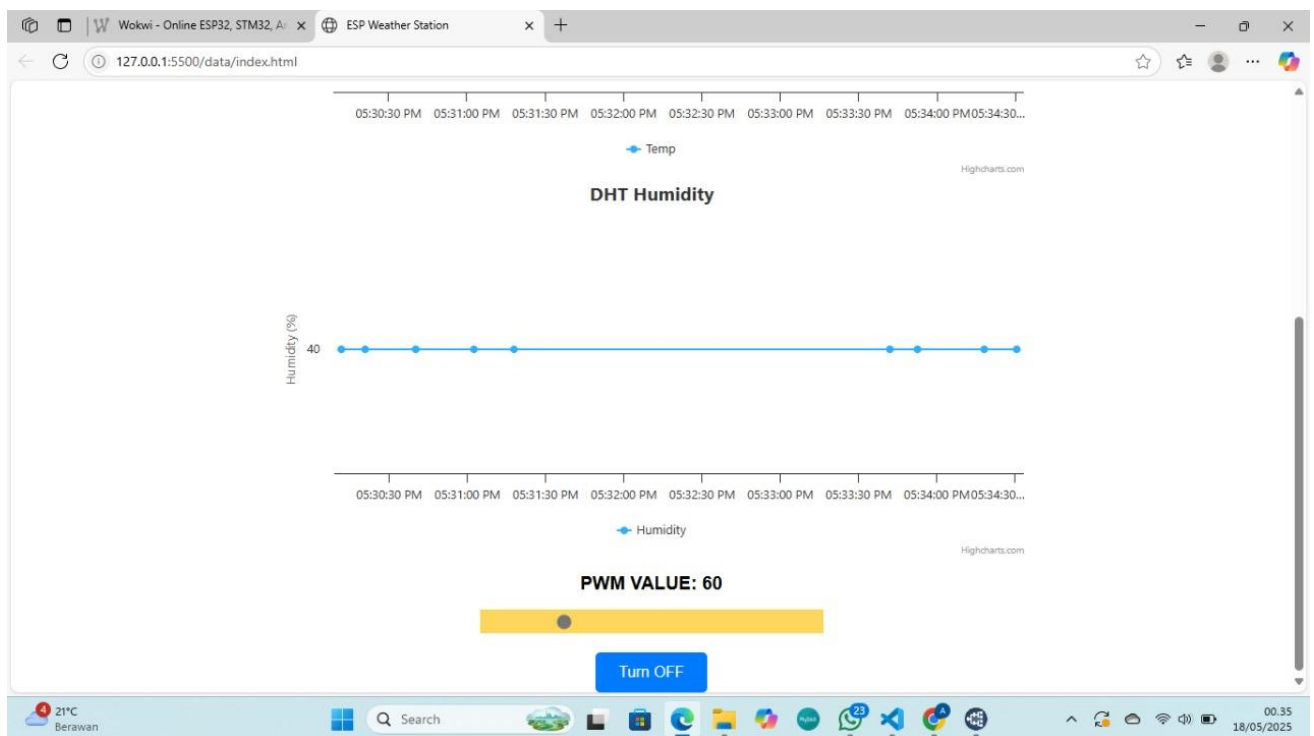 Wokwi - Online ESP32, STM32, A
ESP Weather Station
127.0.0.1:5500/data/index.html
05:30:30 PM 05:31:00 PM 05:31:30 PM 05:32:00 PM 05:32:30 PM 05:33:00 PM 05:33:30 PM 05:34:00 PM 05:34:30...
Temp
Highcharts.com
DHT Humidity
Humidity (%)
40
05:30:30 PM 05:31:00 PM 05:31:30 PM 05:32:00 PM 05:32:30 PM 05:33:00 PM 05:33:30 PM 05:34:00 PM 05:34:30...
Humidity
Highcharts.com
PWM VALUE: 60
Turn OFF
4
21°C
Berawan
Search
23
00.35
18/05/2025